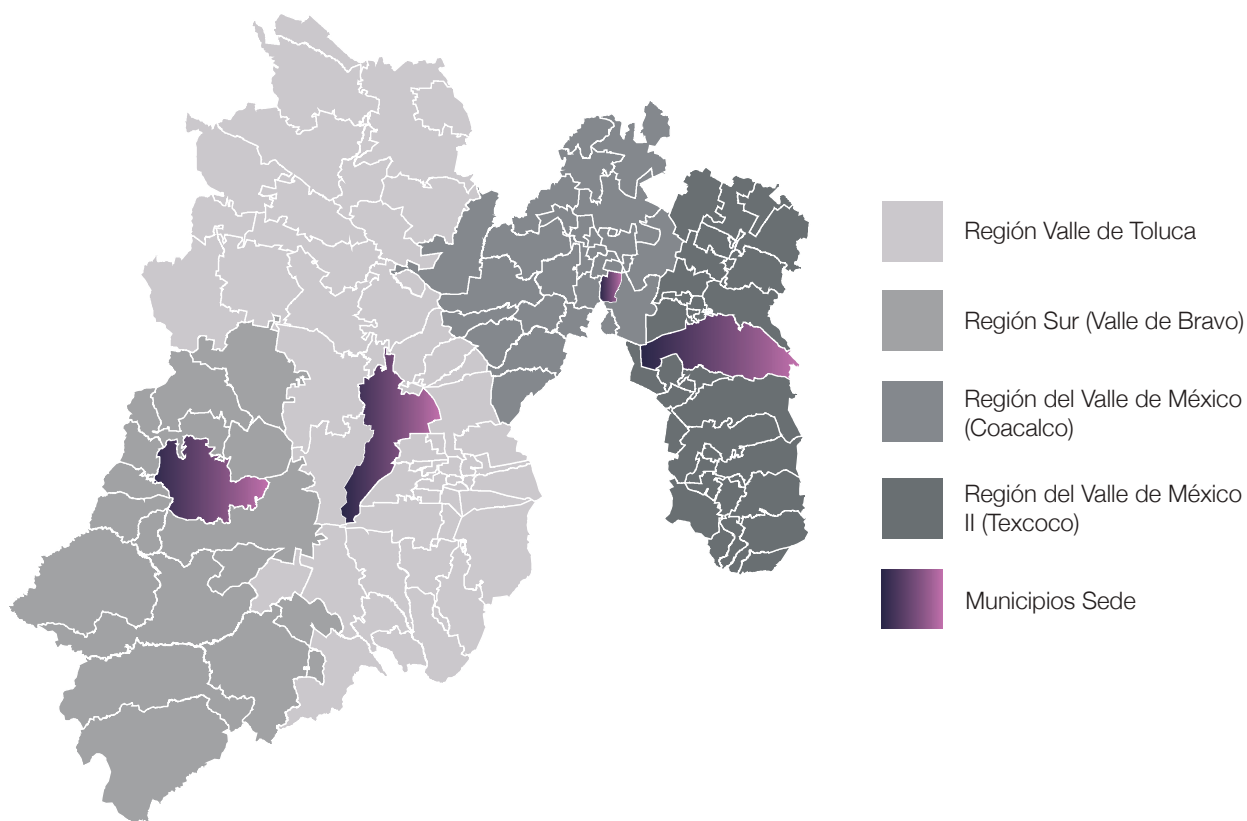 Región Valle de Toluca
Región Sur (Valle de Bravo)
Región del Valle de México
(Coacalco)
Región del Valle de México
II (Texcoco)
Municipios Sede